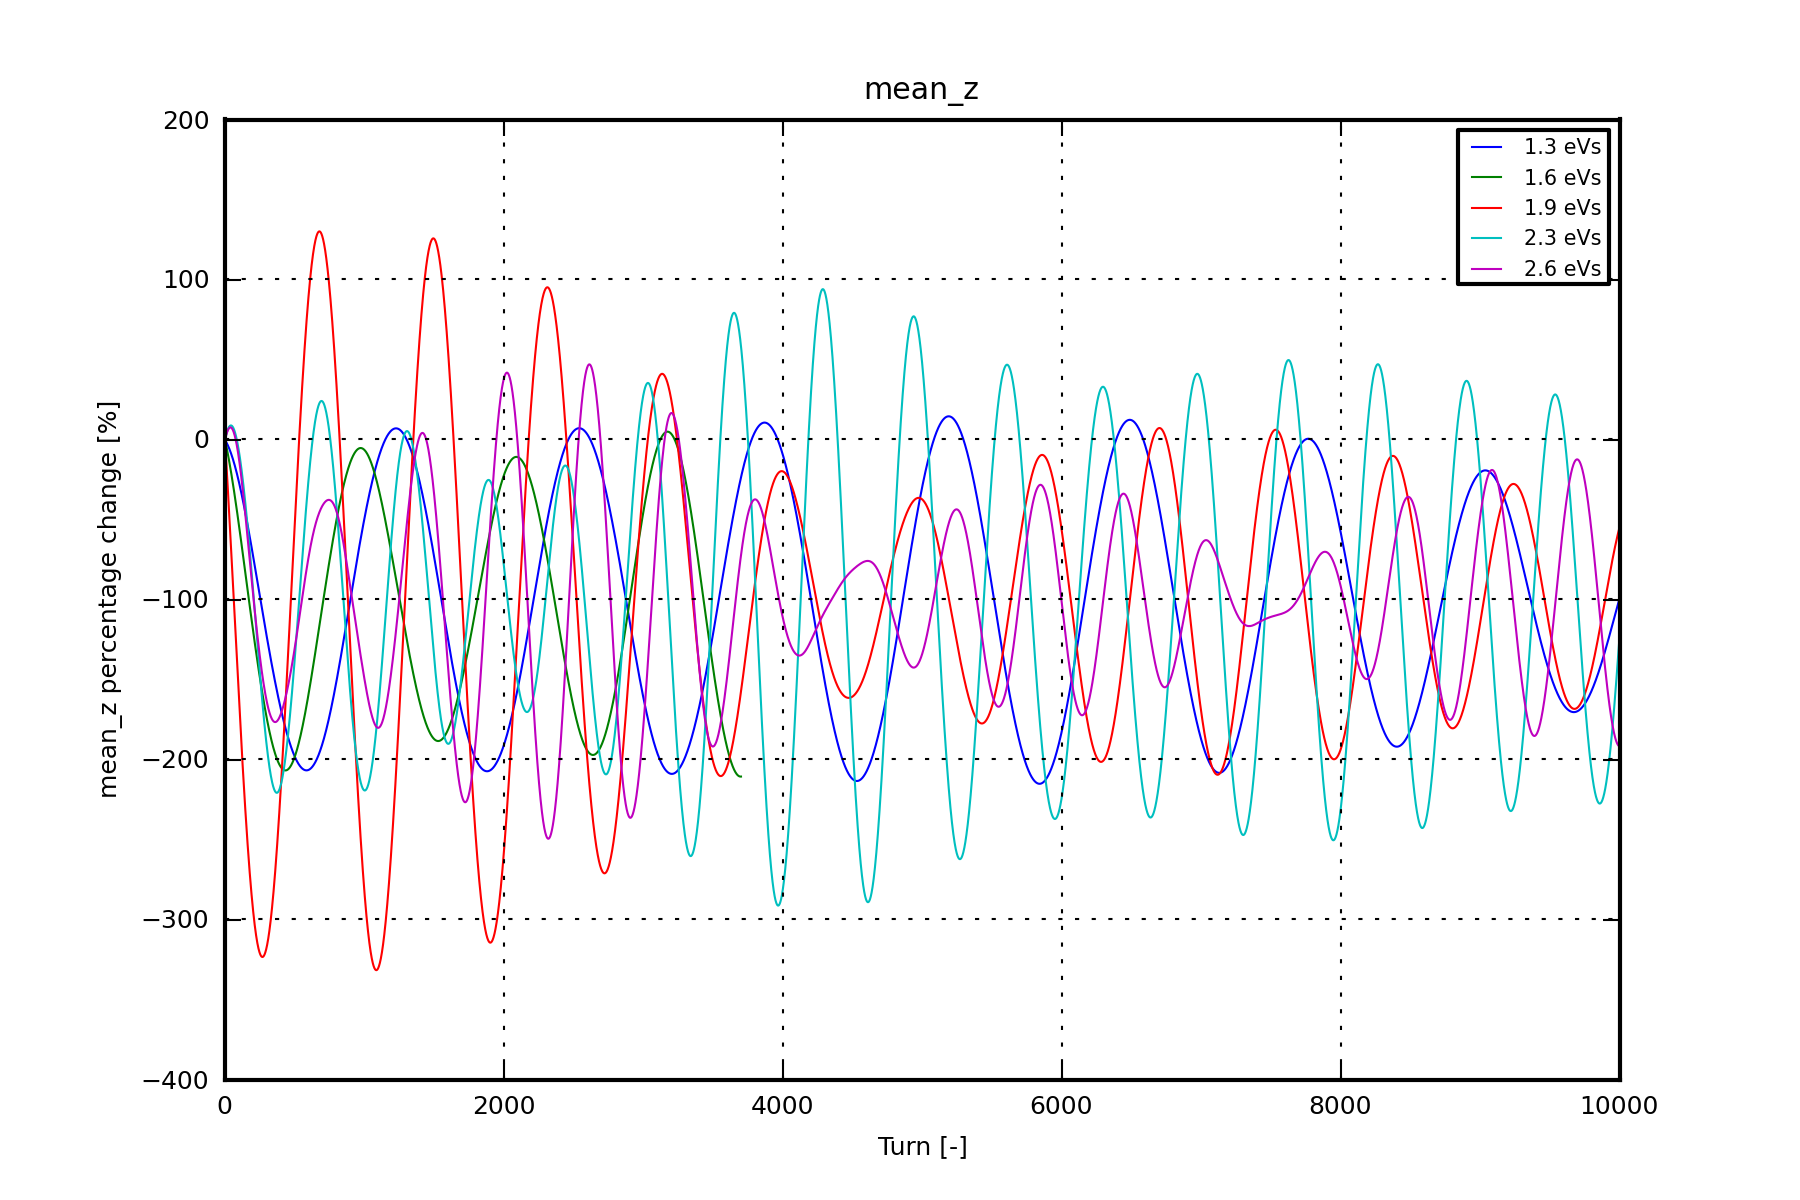 mean_z
200
100
0
−100
−200
−300
−400
mean_z percentage change [%]
1.3 eVs
1.6 eVs
1.9 eVs
2.3 eVs
2.6 eVs
0 2000 4000 6000 8000 10000
Turn [-]